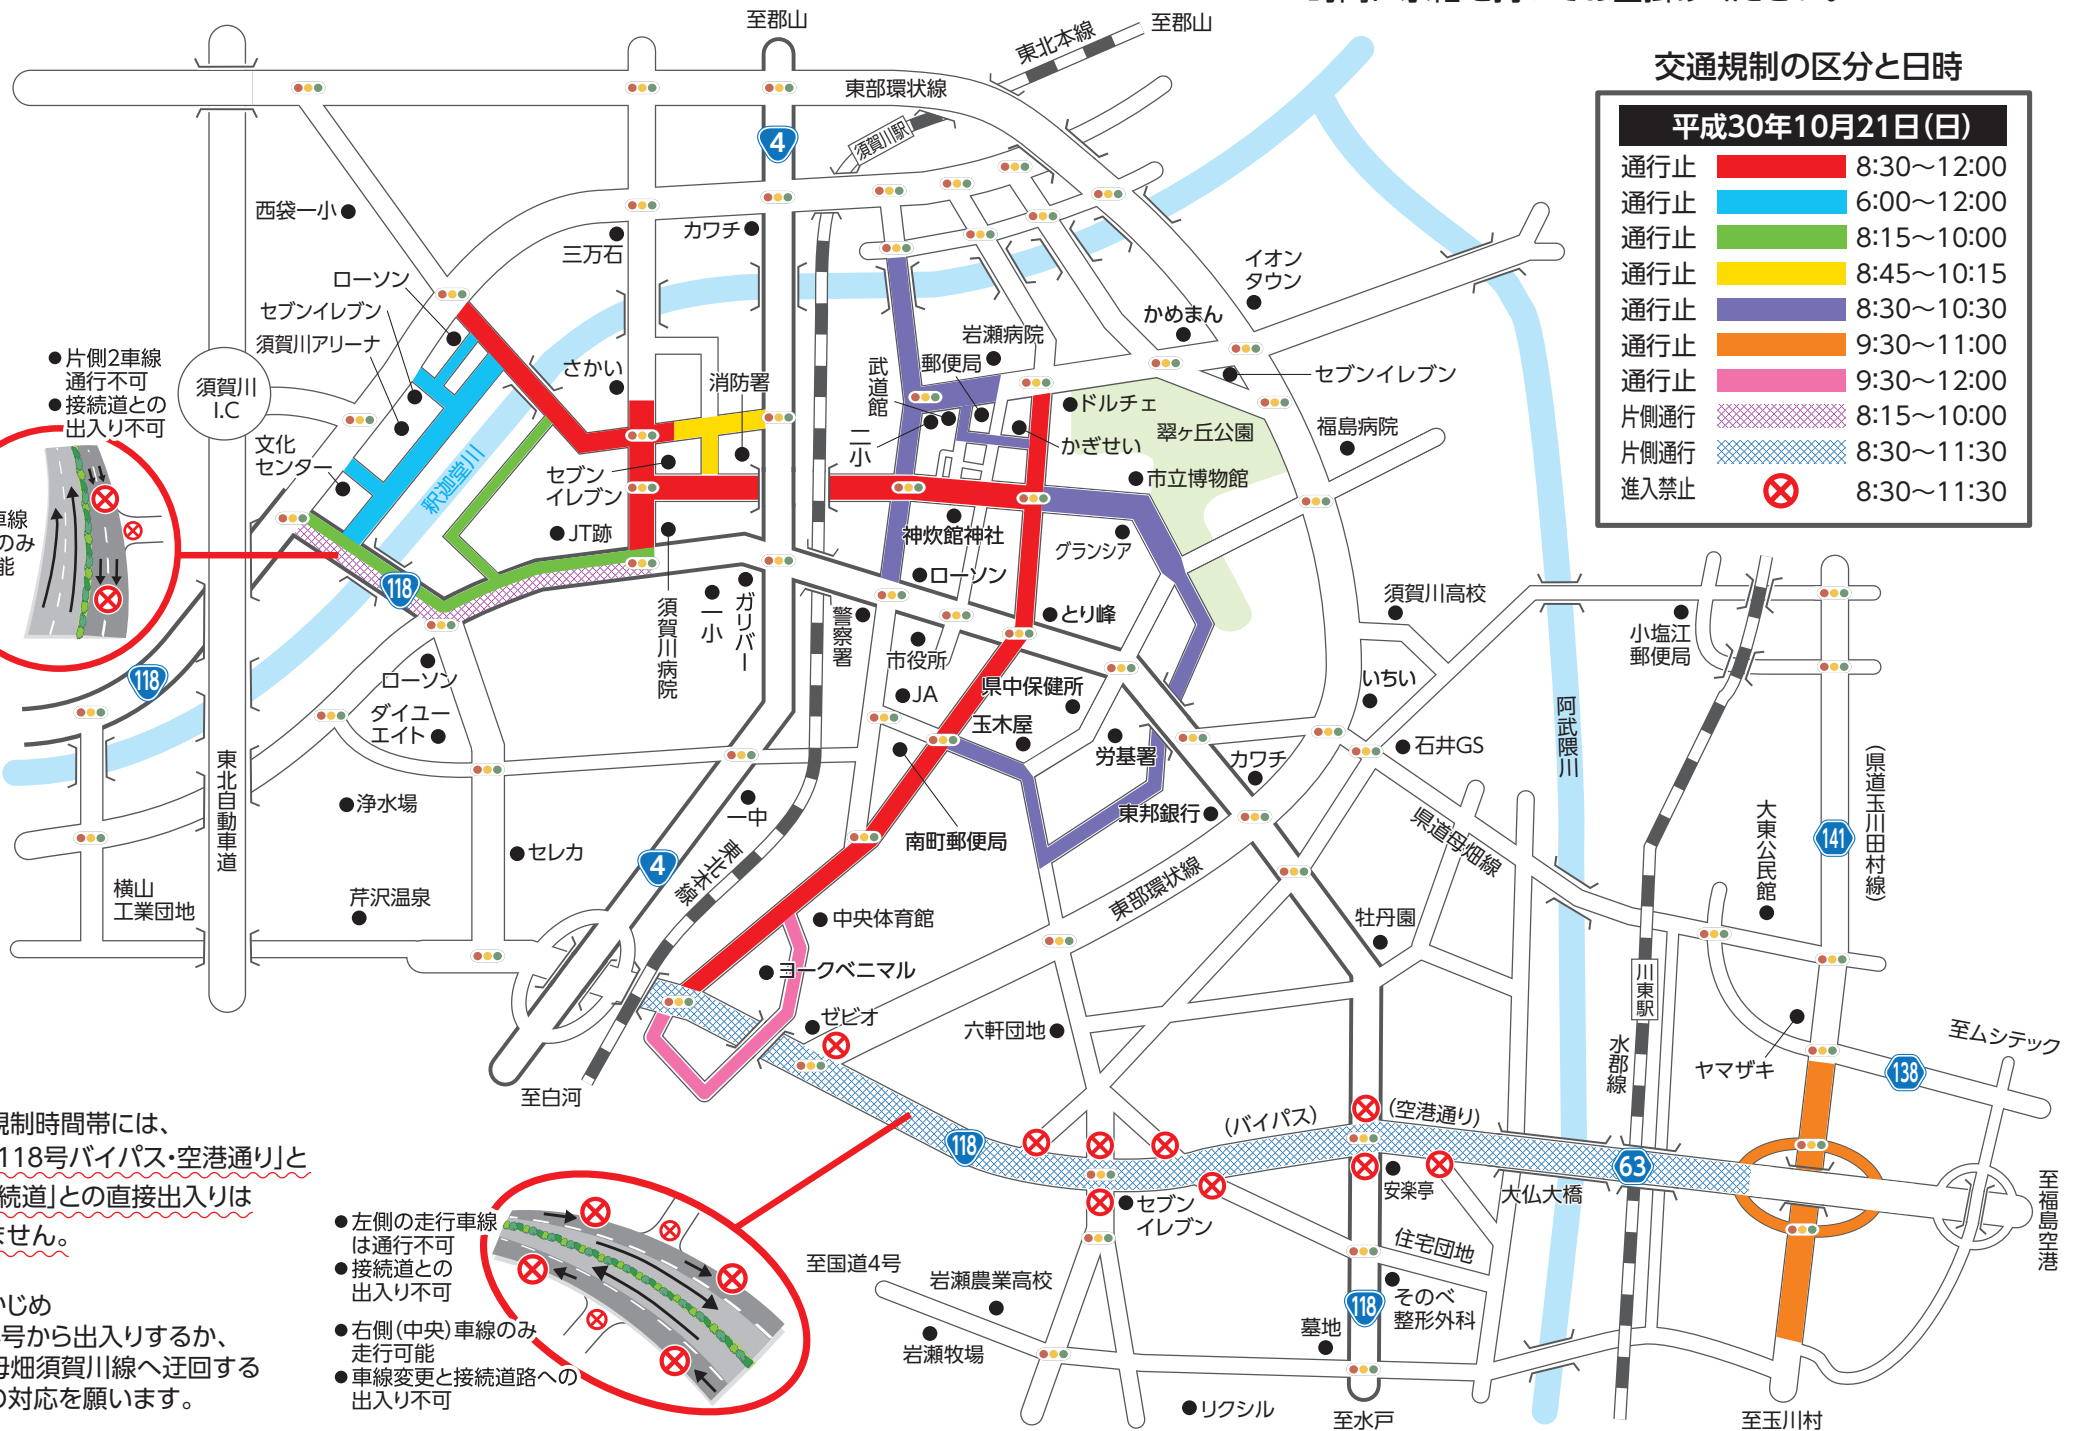 至郡山
東北本線
至郡山
交通規制の区分と日時
平成30年10月21日(日)
通行止 8:30～12:00
通行止 6:00～12:00
通行止 8:15～10:00
通行止 8:45～10:15
通行止 8:30～10:30
通行止 9:30～11:00
通行止 9:30～12:00
片側通行 8:15～10:00
片側通行 8:30～11:30
進入禁止 8:30～11:30
東部環状線
4
須賀川駅
西袋一小
三万石
カワチ
ローソン
セブンイレブン
須賀川アリーナ
イオン
タウン
かめまん
岩瀬病院
郵便局
武道館
二小
セブンイレブン
●片側2車線
通行不可
●接続道との
出入り不可
車線
のみ
能
須賀川
I.C
さかい
消防署
ドルチェ
かぎせい
翠ヶ丘公園
福島病院
市立博物館
文化
センター
釈迦堂川
セブン
イレブン
JT跡
神炊館神社
グランシア
ローソン
118
118
須賀川病院
一小
ガリバー
警察署
市役所
JA
とり峰
須賀川高校
小塩江
郵便局
ローソン
ダイユー
エイト
県中保健所
玉木屋
労基署
いちい
石井GS
カワチ
阿武隈川
東北自動車道
浄水場
一中
東北本線
南町郵便局
東邦銀行
県道母畑線
大東公民館
141
(県道玉川田村線)
セレカ
4
横山
工業団地
芹沢温泉
中央体育館
東部環状線
牡丹園
ヨークベニマル
ゼビオ
六軒団地
川東駅
水郡線
ヤマザキ
138
至ムシテック
至白河
118
(バイパス)
(空港通り)
63
安楽亭
大仏大橋
セブン
イレブン
住宅団地
至福島空港
規制時間帯には、
118号バイパス・空港通り」と
続道」との直接出入りは
ません。
かじめ
号から出入りするか、
母畑須賀川線へ迂回する
の対応を願います。
●左側の走行車線
は通行不可
●接続道との
出入り不可
●右側(中央)車線のみ
走行可能
●車線変更と接続道路への
出入り不可
至国道4号
岩瀬農業高校
岩瀬牧場
118
そのべ
整形外科
墓地
リクシル
至水戸
至玉川村